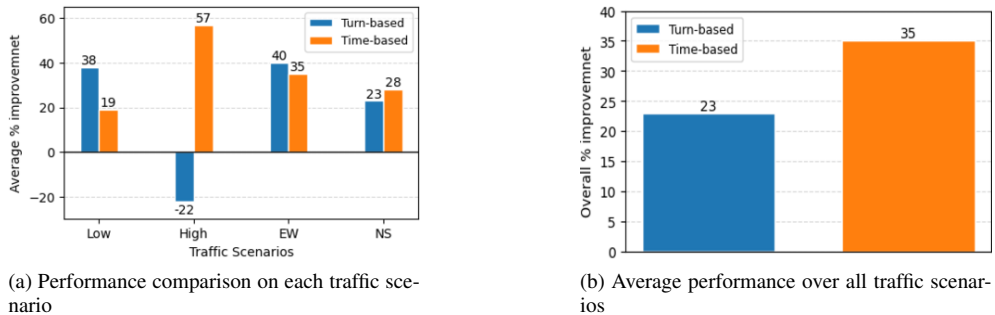 60
40
20
0
−20
Average % improvemnet
Turn-based
Time-based
38
19
-22
57
40
35
23
28
Low
High
EW
NS
Traffic Scenarios
(a) Performance comparison on each traffic sce-
nario
40
35
30
25
20
15
10
5
0
Overall % improvemnet
Turn-based
Time-based
23
35
(b) Average performance over all traffic scenar-
ios